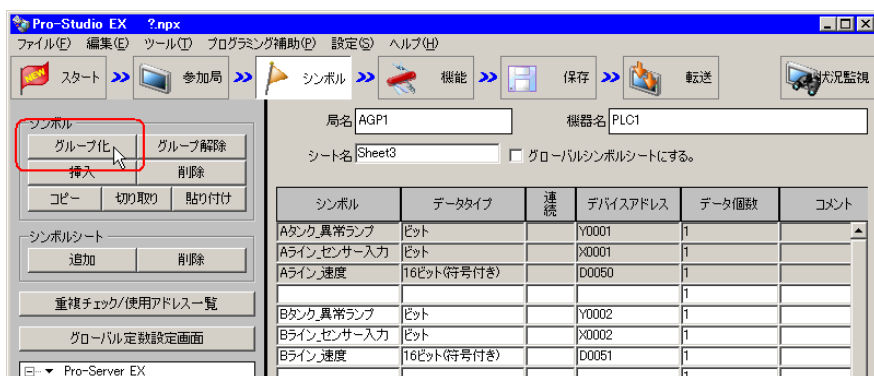 Pro-Studio EX ?.npx
ファイル(F) 編集(E) ツール(T) プログラミング補助(P) 設定(S) ヘルプ(H)
NEW スタート 参加局 シンボル 機能 保存 転送 状況監視
シンボル
グループ化 グループ解除
挿入 削除
コピー 切り取り 貼り付け
シンボルシート
追加 削除
重複チェック/使用アドレス一覧
グローバル定数設定画面
Pro-Server EX
局名 AGP1 機器名 PLC1
シート名 Sheet3 グローバルシンボルシートにする。
シンボル データタイプ 連続 デバイスアドレス データ個数 コメント
Aタンク_異常ランプ ビット Y0001 1
Aライン_センサー入力 ビット X0001 1
Aライン_速度 16ビット(符号付き) D0050 1
1
Bタンク_異常ランプ ビット Y0002 1
Bライン_センサー入力 ビット X0002 1
Bライン_速度 16ビット(符号付き) D0051 1